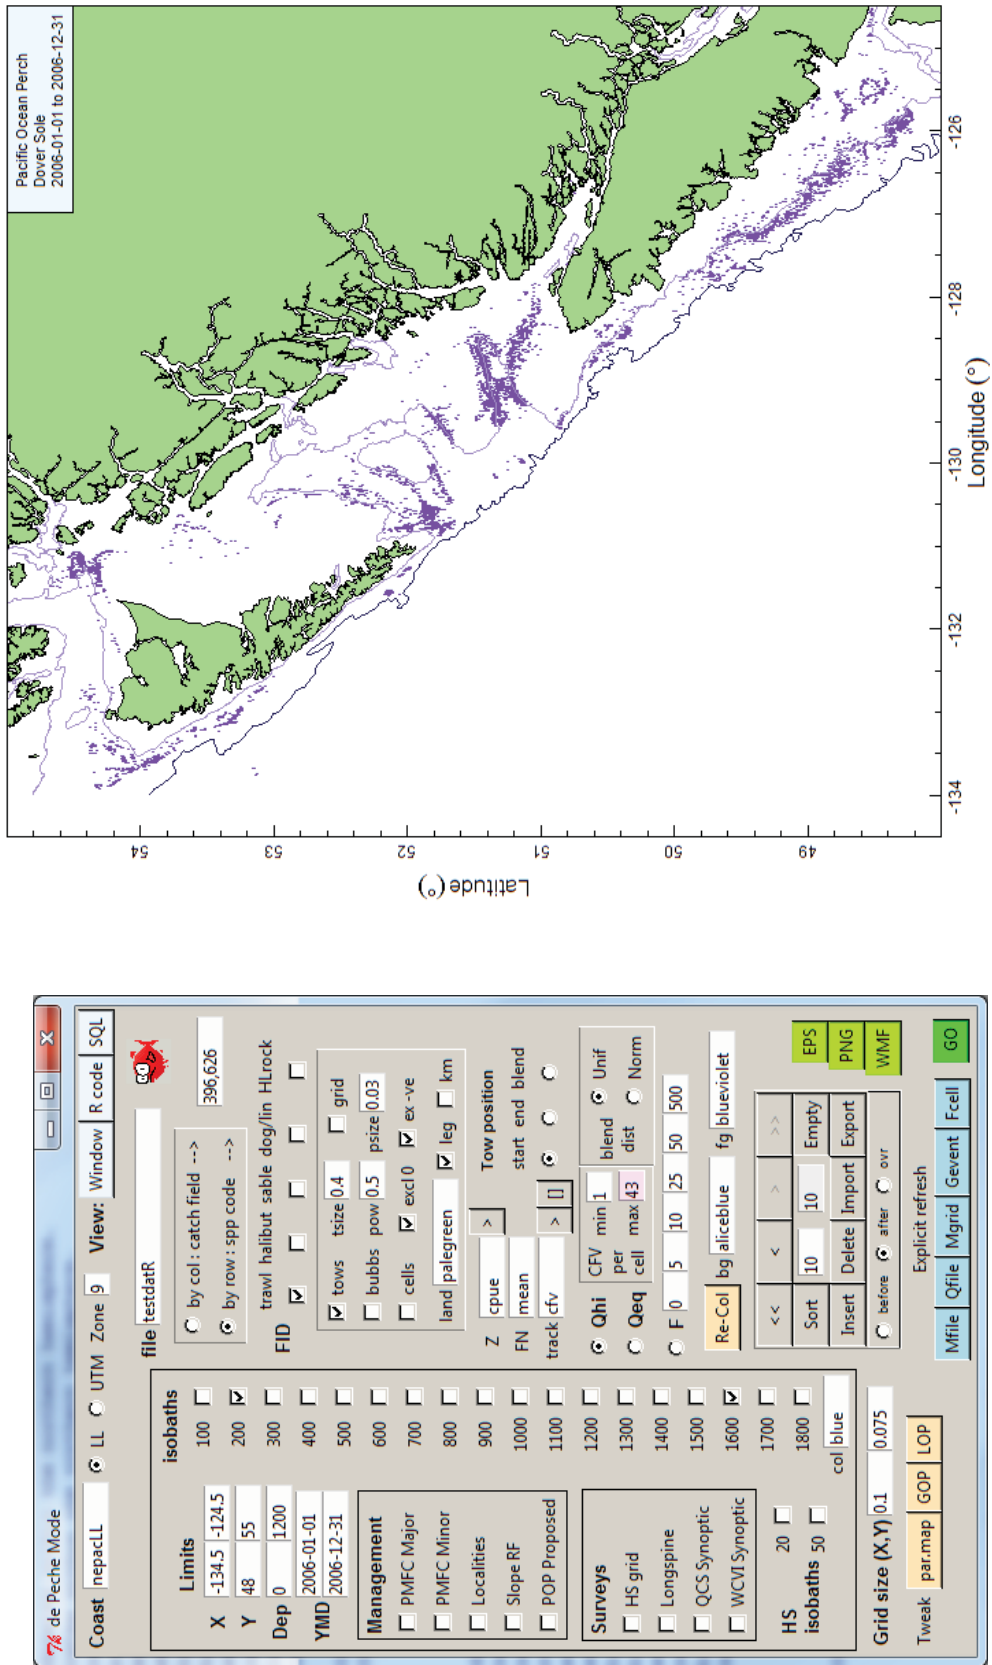 de Peche Mode
Coast nepacLL LL UTM Zone 9 View: Window R code SQL
Limits
X -134.5 -124.5
Y 48 55
Dep 0 1200
YMD 2006-01-01
2006-12-31
Management
PMFC Major
PMFC Minor
Localities
Slope RF
POP Proposed
Surveys
HS grid
Longspine
QCS Synoptic
WCVI Synoptic
HS 20
isobaths 50
isobaths
100
200
300
400
500
600
700
800
900
1000
1100
1200
1300
1400
1500
1600
1700
1800
col blue
Grid size (X,Y) 0.1 0.075
Tweak par.map GOP LOP
file testdatR
by col : catch field -->
by row : spp code -->
396,626
trawl halibut sable dog/lin HLrock
FID
tows tsize 0.4 grid
bubbs pow 0.5 psize 0.03
cells excl 0 ex -ve
land palegreen leg km
Z cpue > Tow position
FN mean start end blend
track cfv > []
Qhi CFV min 1 blend Unif
Qeq per cell max 43 dist Norm
F 0 5 10 25 50 500
Re-Col bg aliceblue fg blueviolet
<< < > >>
Sort 10 10 Empty
Insert Delete Import Export
before after ovr
EPS
PNG
WMF
Explicit refresh
Mfile Qfile Mgrid Gevent Fcell GO
Pacific Ocean Perch
Dover Sole
2006-01-01 to 2006-12-31
Latitude (°)
54
53
52
51
50
49
-134 -132 -130 -128 -126
Longitude (°)